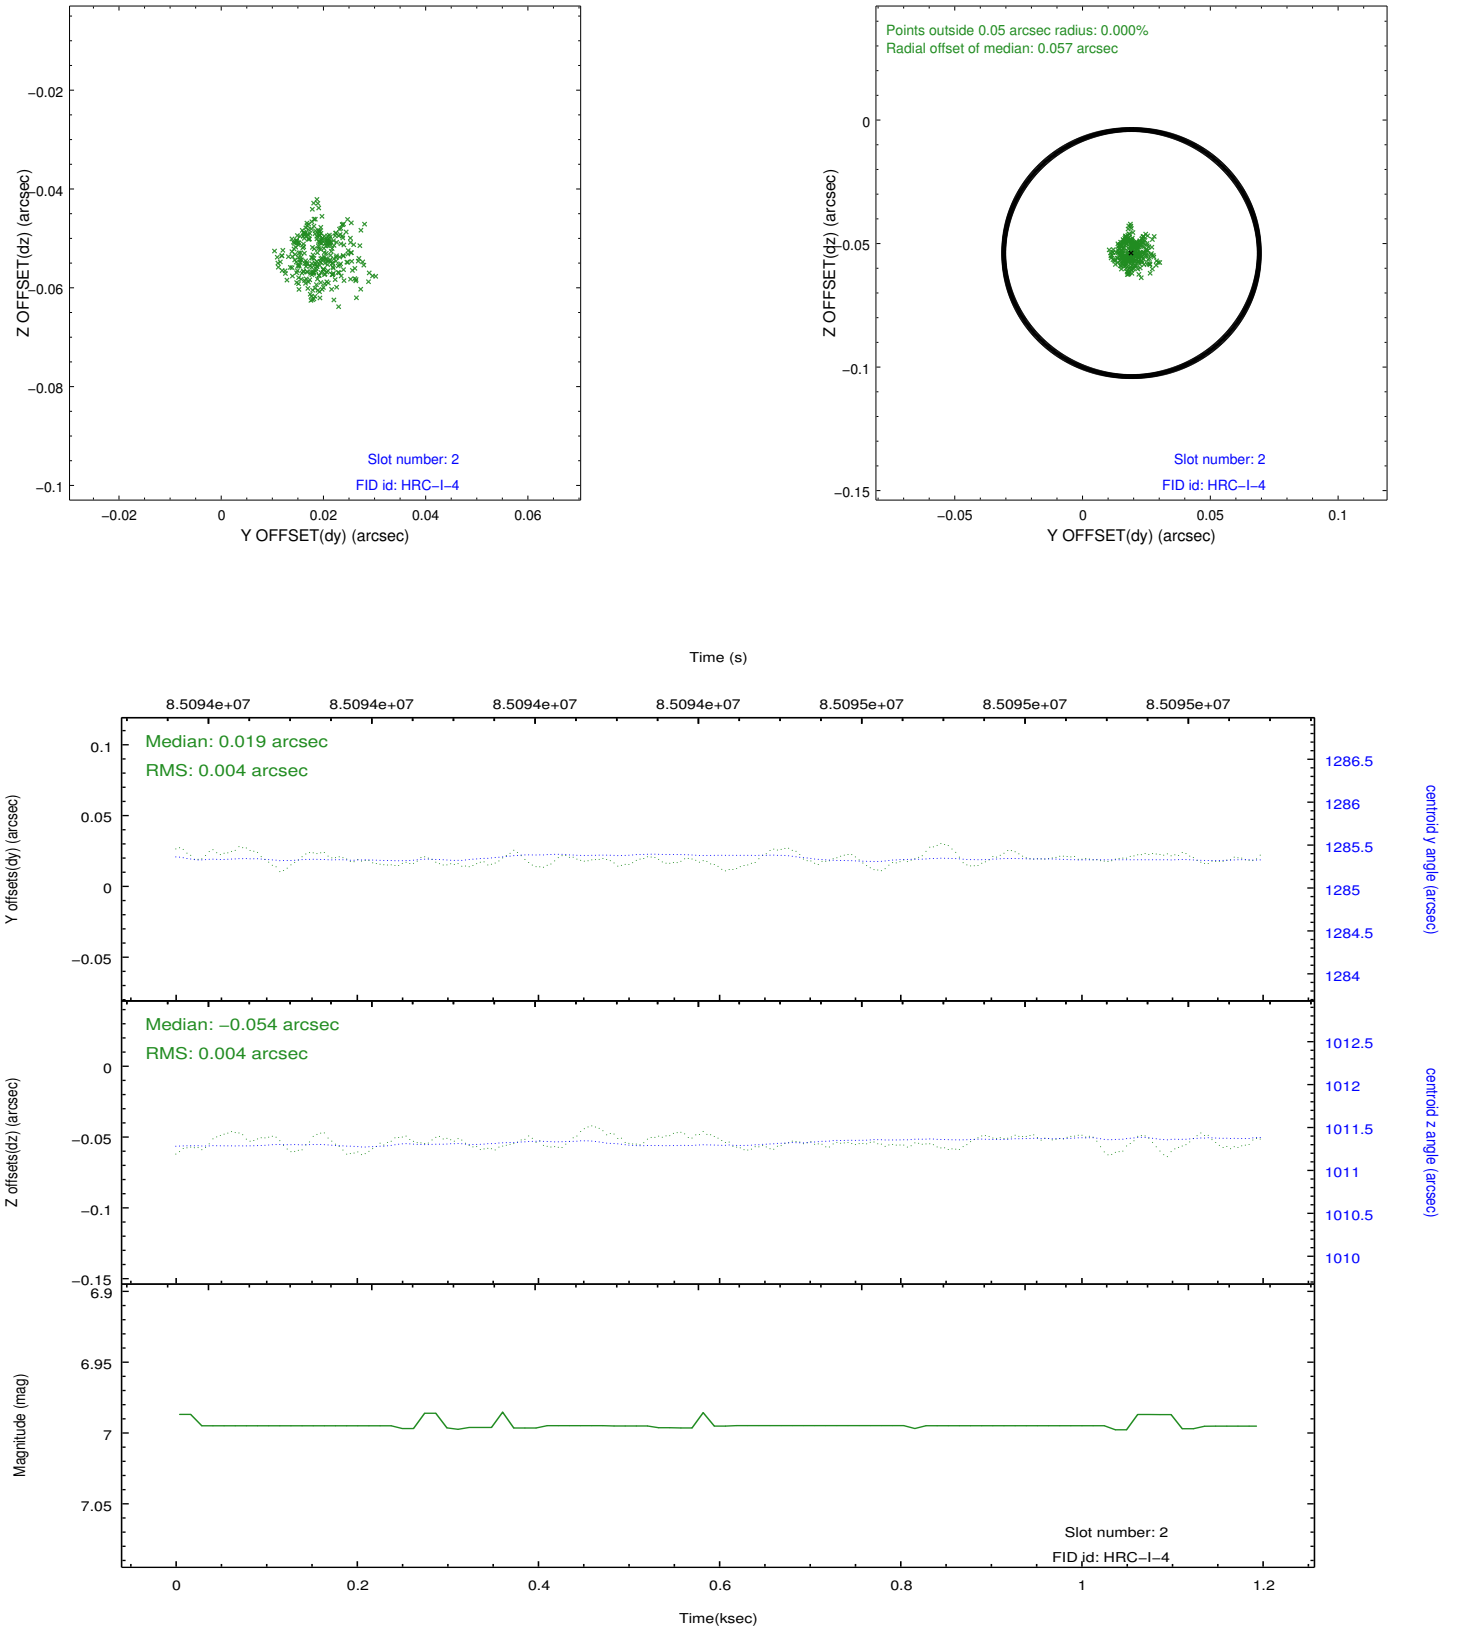 −0.02
−0.04
−0.06
−0.08
−0.1
Z OFFSET(dz) (arcsec)
Slot number: 2
FID id: HRC−I−4
−0.02
0
0.02
0.04
0.06
Y OFFSET(dy) (arcsec)
Points outside 0.05 arcsec radius: 0.000%
Radial offset of median: 0.057 arcsec
0
−0.05
−0.1
−0.15
Z OFFSET(dz) (arcsec)
Slot number: 2
FID id: HRC−I−4
−0.05
0
0.05
0.1
Y OFFSET(dy) (arcsec)
Time (s)
8.5094e+07
8.5094e+07
8.5094e+07
8.5094e+07
8.5095e+07
8.5095e+07
8.5095e+07
Median: 0.019 arcsec
RMS: 0.004 arcsec
0.1
0.05
0
−0.05
Y offsets(dy) (arcsec)
1286.5
1286
1285.5
1285
1284.5
1284
centroid y angle (arcsec)
Median: −0.054 arcsec
RMS: 0.004 arcsec
0
−0.05
−0.1
−0.15
Z offsets(dz) (arcsec)
1012.5
1012
1011.5
1011
1010.5
1010
centroid z angle (arcsec)
6.9
6.95
7
7.05
Magnitude (mag)
Slot number: 2
FID id: HRC−I−4
0
0.2
0.4
0.6
0.8
1
1.2
Time(ksec)